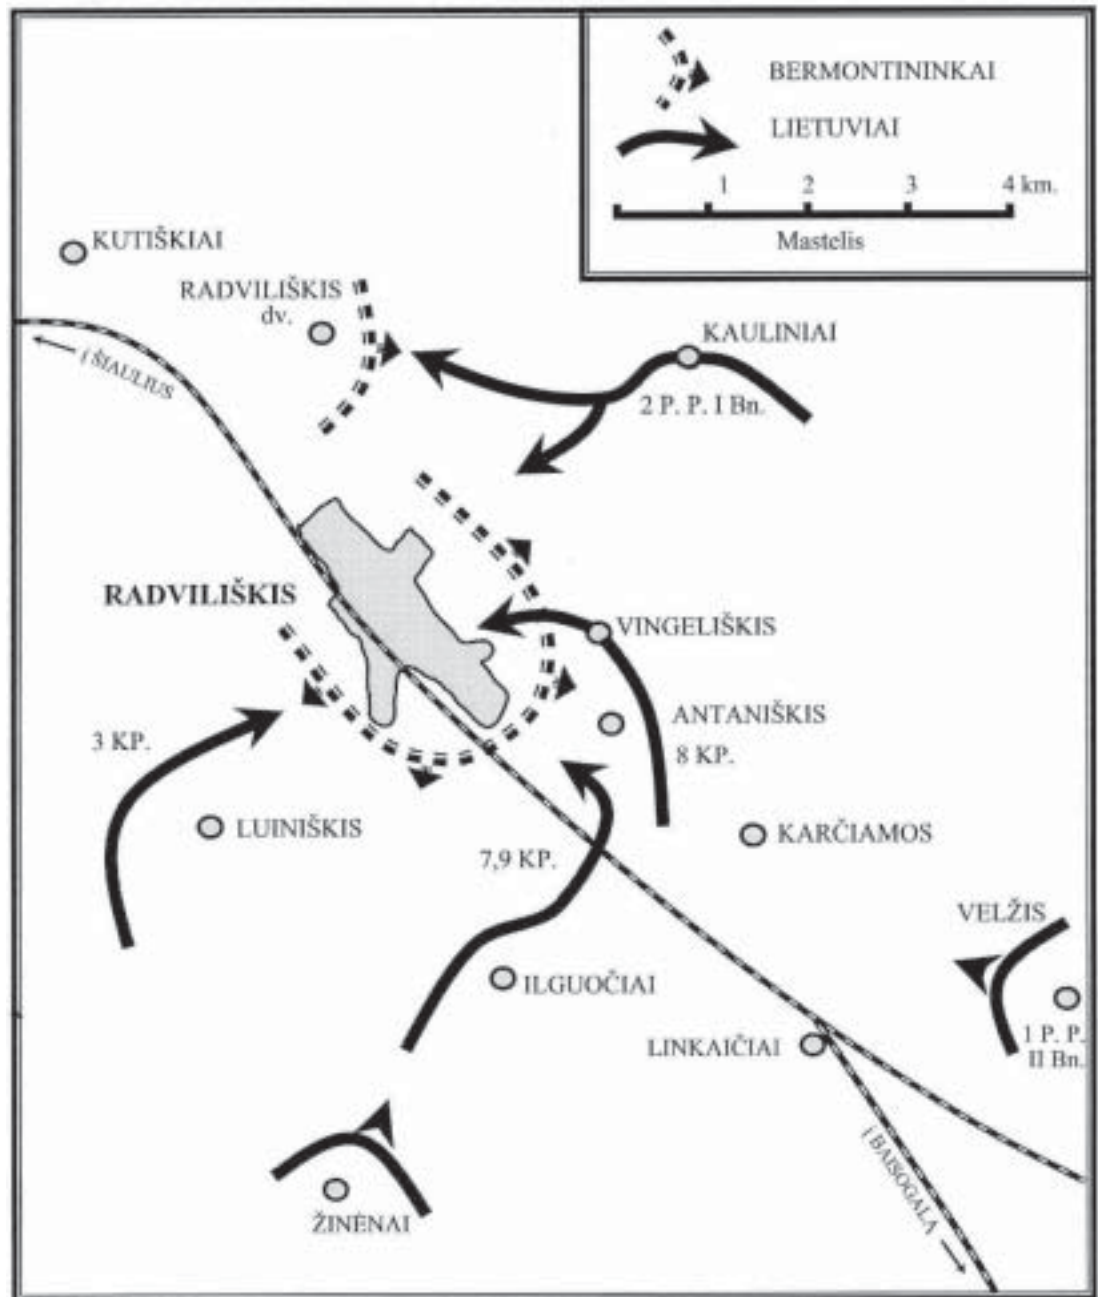 BERMONTININKAI
LIETUVIAI
1 2 3 4 km.
Mastelis
KUTIŠKIAI
RADVILIŠKIS
dv.
KAULINIAI
Į ŠIAULIUS
2 P. P. I Bn.
RADVILIŠKIS
VINGELIŠKIS
ANTANIŠKIS
3 KP.
8 KP.
LUINIŠKIS
KARČIAMOS
7,9 KP.
VELŽIS
ILGUOČIAI
LINKAIČIAI
1 P. P.
II Bn.
Į BAISOGALĄ
ŽINĖNAI